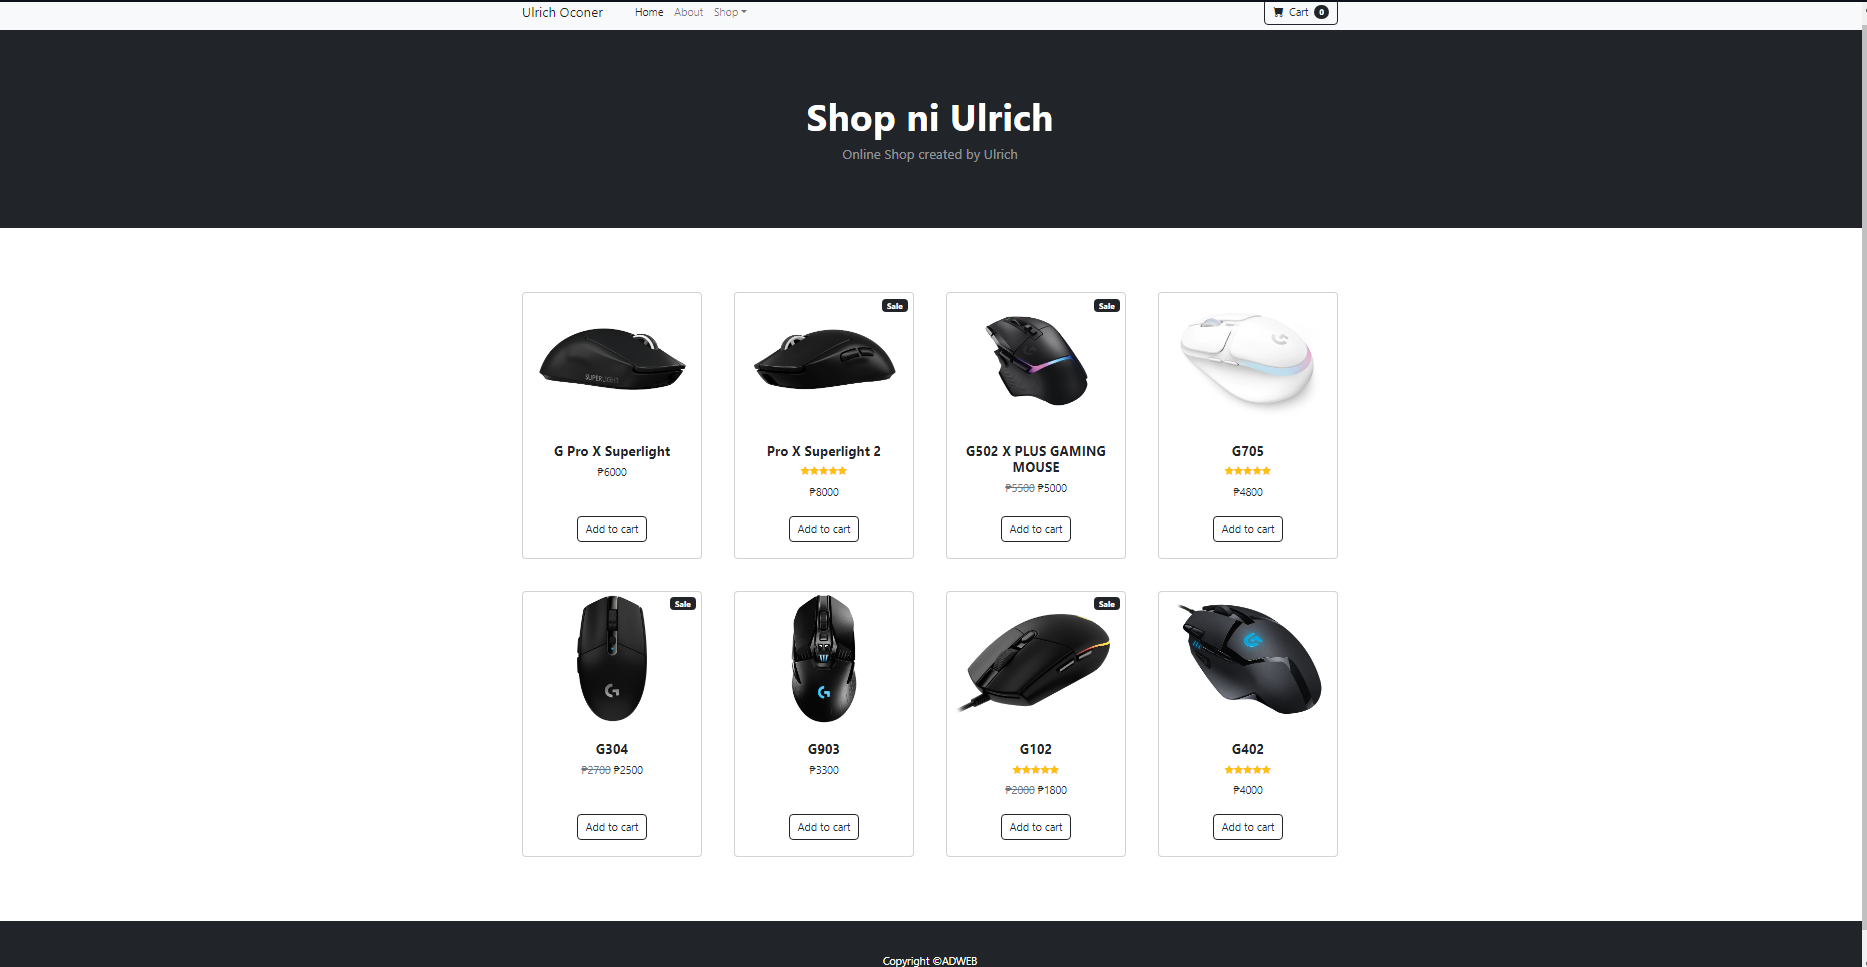 Ulrich Oconer Home About Shop Cart 0
Shop ni Ulrich
Online Shop created by Ulrich
SUPERLIGHT
G Pro X Superlight
₱6000
Add to cart
Sale
Pro X Superlight 2
₱8000
Add to cart
Sale
G502 X PLUS GAMING
MOUSE
₱5500 ₱5000
Add to cart
G705
₱4800
Add to cart
Sale
G304
₱2700 ₱2500
Add to cart
G903
₱3300
Add to cart
Sale
G102
₱2000 ₱1800
Add to cart
G402
₱4000
Add to cart
Copyright ©ADWEB